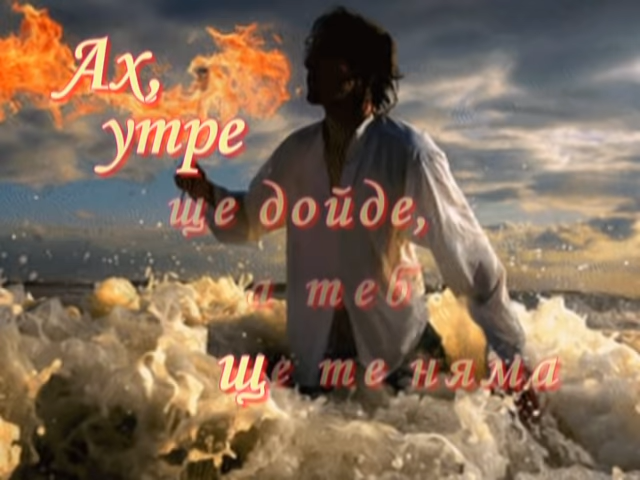 Ах,
утре
ще дойде,
а теб
ще те няма